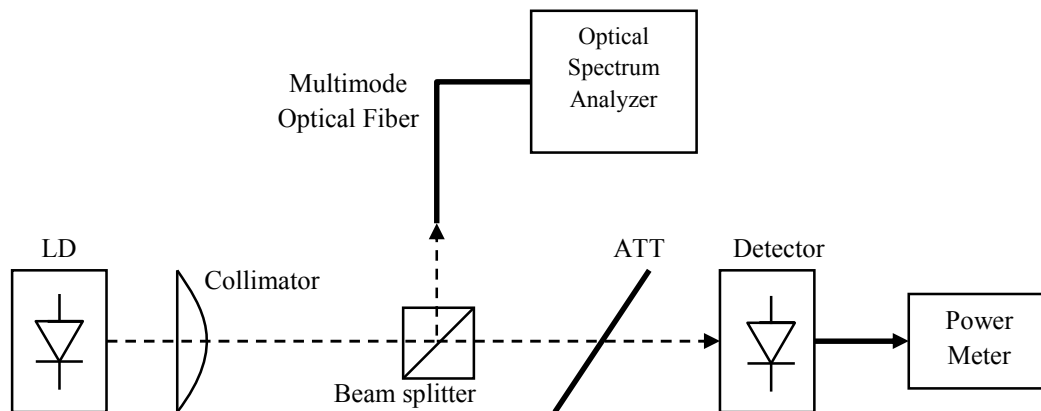 Optical
Spectrum
Analyzer
Multimode
Optical Fiber
LD
Collimator
Beam splitter
ATT
Detector
Power
Meter